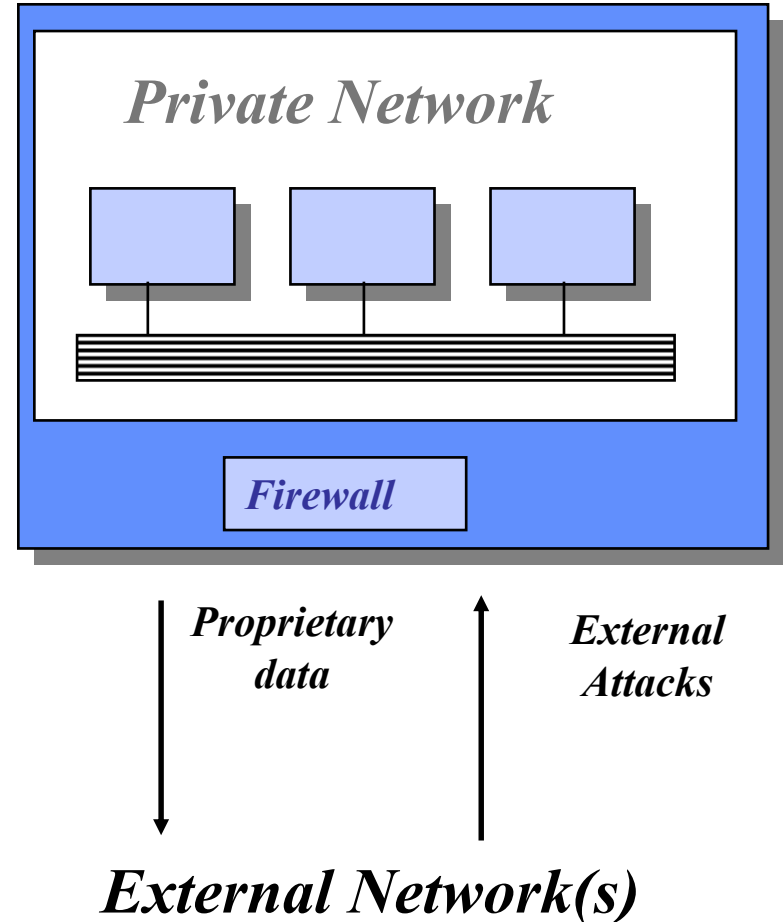 Private Network
Firewall
Proprietary
data
External
Attacks
External Network(s)